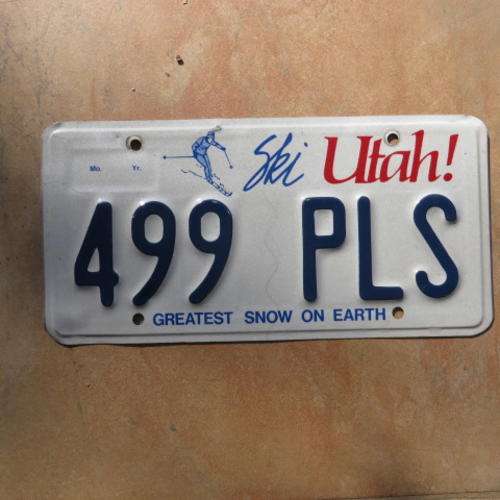 Mo. Yr. Ski Utah!
499 PLS
GREATEST SNOW ON EARTH